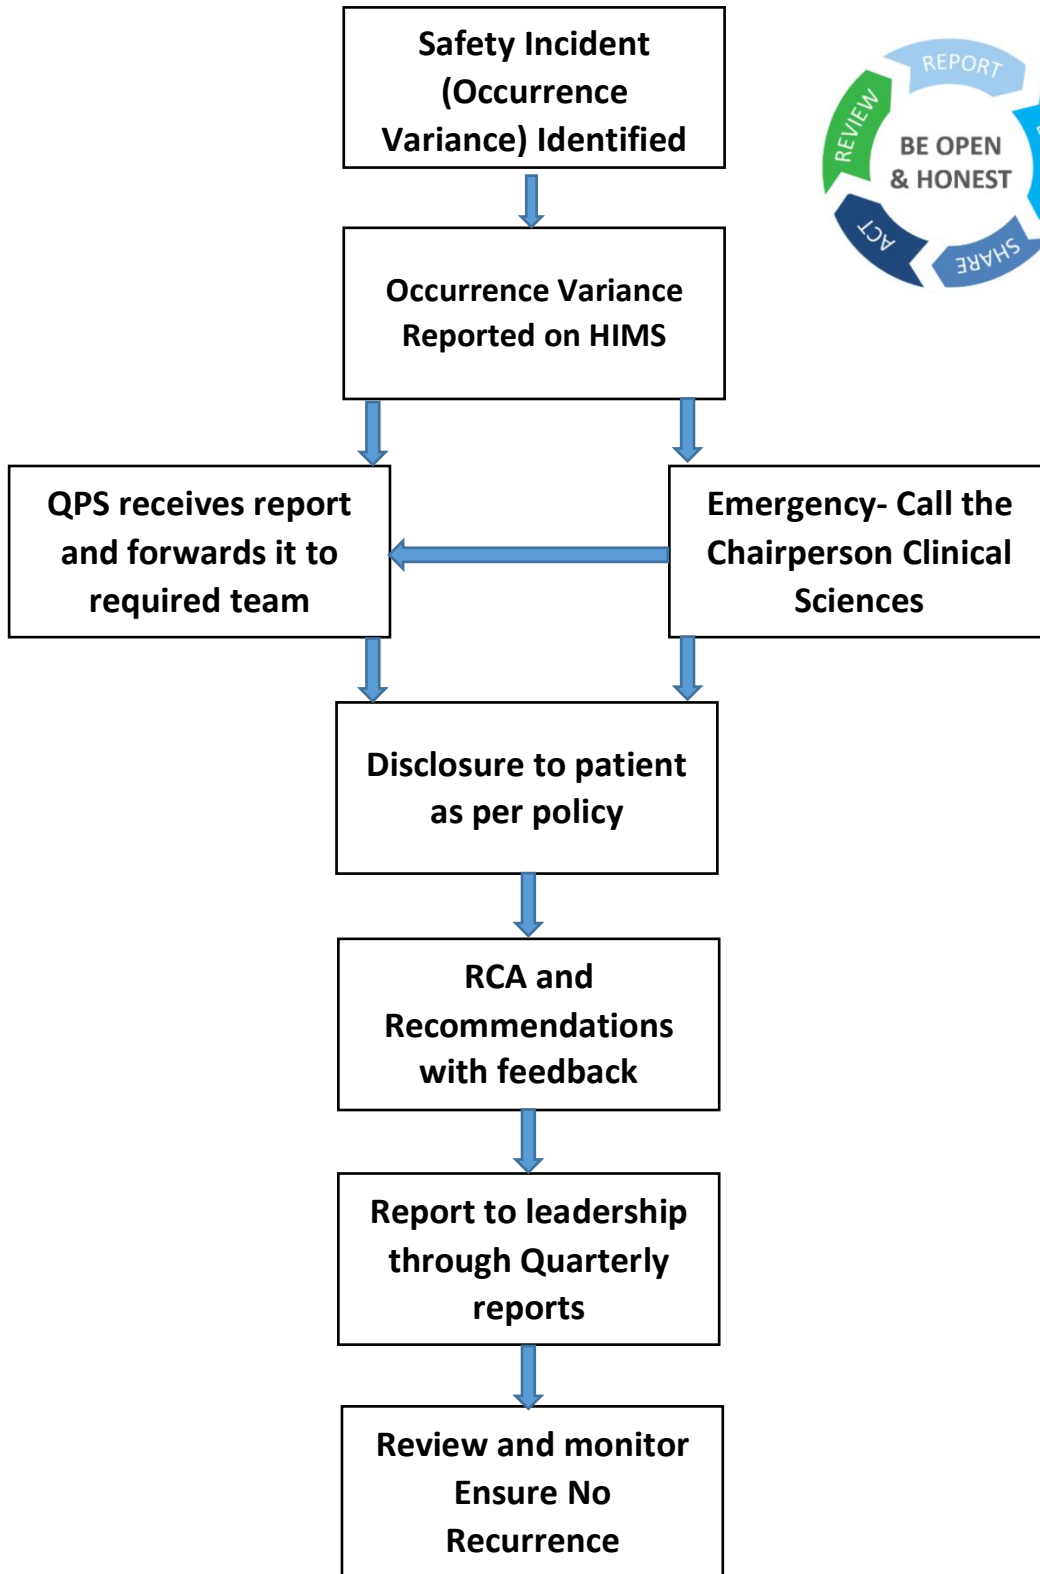 Safety Incident
(Occurrence
Variance) Identified
REPORT
SHARE
ACT
REVIEW
BE OPEN
& HONEST
Occurrence Variance
Reported on HIMS
QPS receives report
and forwards it to
required team
Emergency- Call the
Chairperson Clinical
Sciences
Disclosure to patient
as per policy
RCA and
Recommendations
with feedback
Report to leadership
through Quarterly
reports
Review and monitor
Ensure No
Recurrence